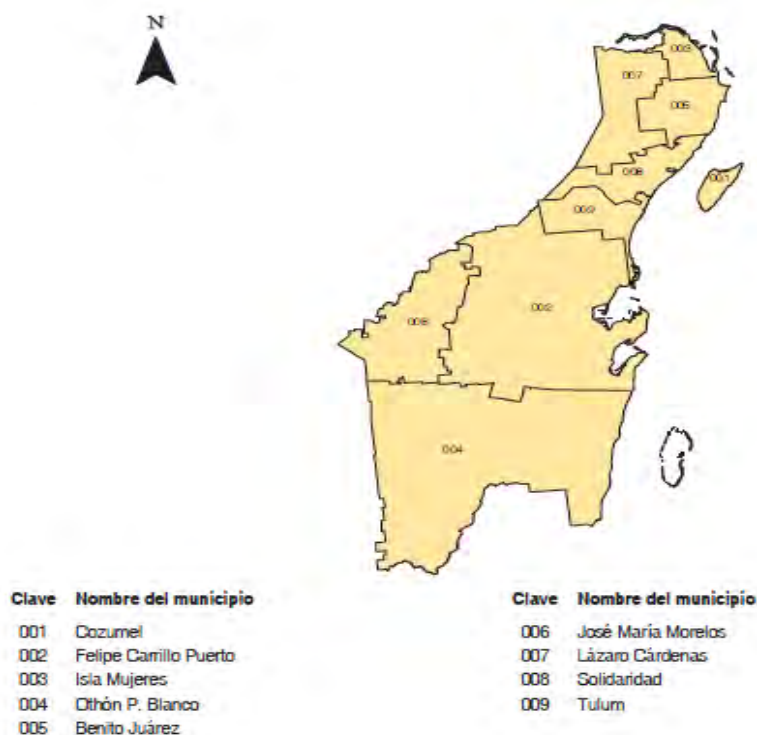 N
003
007
005
008
001
009
002
006
004
Clave Nombre del municipio
001 Cozumel
002 Felipe Carrillo Puerto
003 Isla Mujeres
004 Othón P. Blanco
005 Benito Juárez
Clave Nombre del municipio
006 José María Morelos
007 Lázaro Cárdenas
008 Solidaridad
009 Tulum